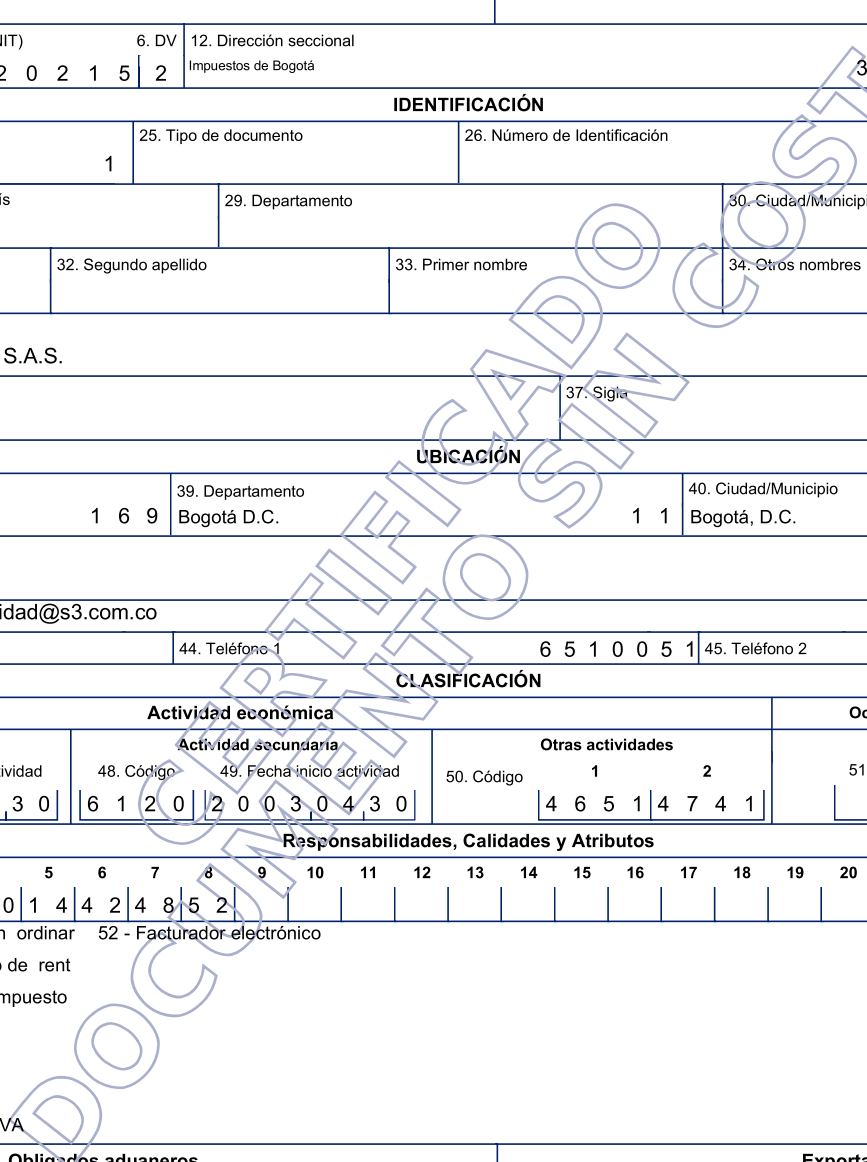 NIT) 6. DV 12. Dirección seccional
2 0 2 1 5 2 Impuestos de Bogotá 3
IDENTIFICACIÓN
25. Tipo de documento 26. Número de Identificación
1
29. Departamento 30. Ciudad/Municipi
32. Segundo apellido 33. Primer nombre 34. Otros nombres
S.A.S.
37. Sigla
UBICACIÓN
39. Departamento 40. Ciudad/Municipio
1 6 9 Bogotá D.C. 1 1 Bogotá, D.C.
idad@s3.com.co
44. Teléfono 1 6 5 1 0 0 5 1 45. Teléfono 2
CLASIFICACIÓN
Actividad económica Oc
Actividad secundaria Otras actividades
ividad 48. Código 49. Fecha inicio actividad 50. Código 1 2 51
3 0 6 1 2 0 2 0 0 3 0 4 3 0 4 6 5 1 4 7 4 1
Responsabilidades, Calidades y Atributos
5 6 7 8 9 10 11 12 13 14 15 16 17 18 19 20
0 1 4 4 2 4 8 5 2
n ordinar 52 - Facturador electrónico
o de rent
mpuesto
VA
Obligados aduaneros Exporta
CERTIFICADO
DOCUMENTO SIN COST